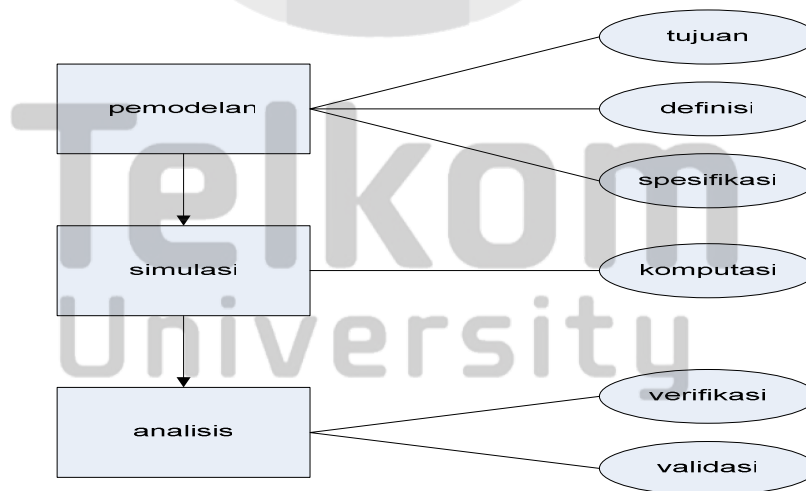 tujuan
pemodelan
definisi
spesifikasi
simulasi
komputasi
verifikasi
analisis
validasi
Telkom
University